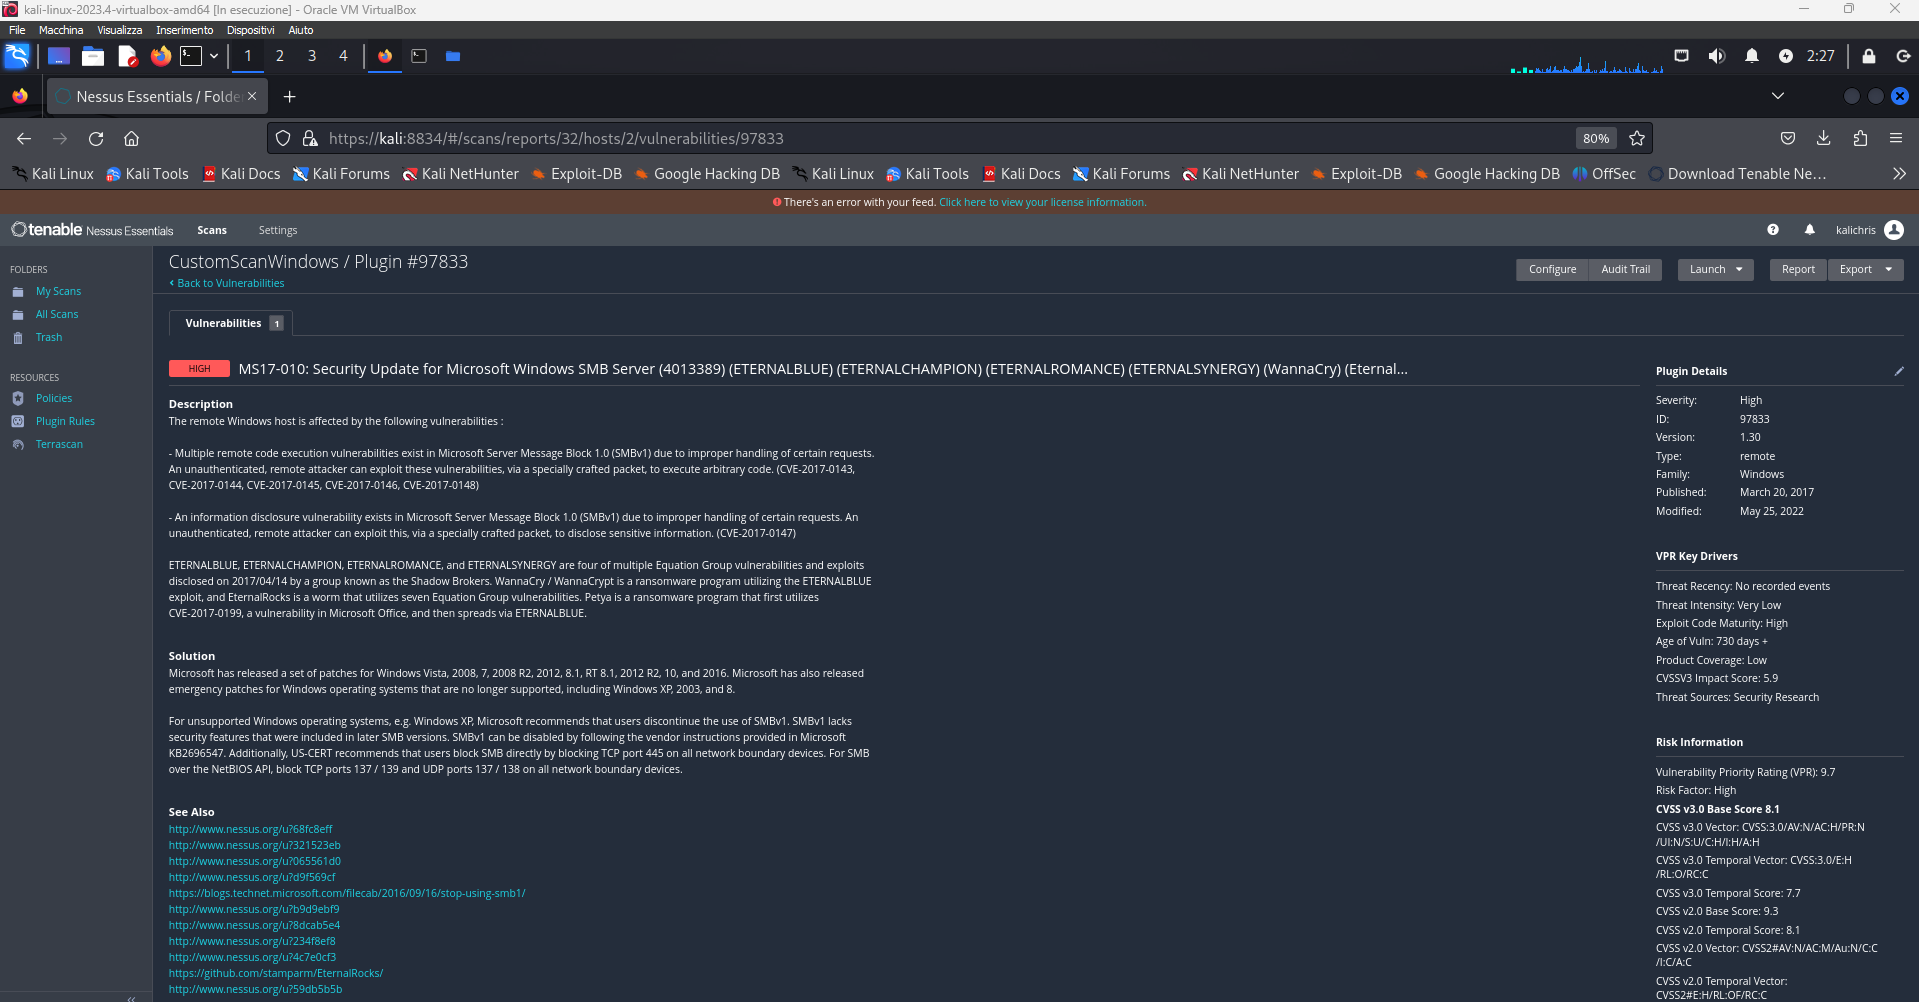 kali-linux-2023.4-virtualbox-amd64 [In esecuzione] - Oracle VM VirtualBox
File Macchina Visualizza Inserimento Dispositivi Aiuto
1 2 3 4 2:27
Nessus Essentials / Folde
https://kali:8834/#/scans/reports/32/hosts/2/vulnerabilities/97833 80%
Kali Linux Kali Tools Kali Docs Kali Forums Kali NetHunter Exploit-DB Google Hacking DB Kali Linux Kali Tools Kali Docs Kali Forums Kali NetHunter Exploit-DB Google Hacking DB OffSec Download Tenable Ne...
There's an error with your feed. Click here to view your license information.
tenable Nessus Essentials Scans Settings kalichris
FOLDERS
My Scans
All Scans
Trash
RESOURCES
Policies
Plugin Rules
Terrascan
CustomScanWindows / Plugin #97833
< Back to Vulnerabilities
Configure Audit Trail Launch Report Export
Vulnerabilities 1
HIGH MS17-010: Security Update for Microsoft Windows SMB Server (4013389) (ETERNALBLUE) (ETERNALCHAMPION) (ETERNALROMANCE) (ETERNALSYNERGY) (WannaCry) (Eternal...
Description
The remote Windows host is affected by the following vulnerabilities :
- Multiple remote code execution vulnerabilities exist in Microsoft Server Message Block 1.0 (SMBv1) due to improper handling of certain requests.
An unauthenticated, remote attacker can exploit these vulnerabilities, via a specially crafted packet, to execute arbitrary code. (CVE-2017-0143,
CVE-2017-0144, CVE-2017-0145, CVE-2017-0146, CVE-2017-0148)
- An information disclosure vulnerability exists in Microsoft Server Message Block 1.0 (SMBv1) due to improper handling of certain requests. An
unauthenticated, remote attacker can exploit this, via a specially crafted packet, to disclose sensitive information. (CVE-2017-0147)
ETERNALBLUE, ETERNALCHAMPION, ETERNALROMANCE, and ETERNALSYNERGY are four of multiple Equation Group vulnerabilities and exploits
disclosed on 2017/04/14 by a group known as the Shadow Brokers. WannaCry / WannaCrypt is a ransomware program utilizing the ETERNALBLUE
exploit, and EternalRocks is a worm that utilizes seven Equation Group vulnerabilities. Petya is a ransomware program that first utilizes
CVE-2017-0199, a vulnerability in Microsoft Office, and then spreads via ETERNALBLUE.
Solution
Microsoft has released a set of patches for Windows Vista, 2008, 7, 2008 R2, 2012, 8.1, RT 8.1, 2012 R2, 10, and 2016. Microsoft has also released
emergency patches for Windows operating systems that are no longer supported, including Windows XP, 2003, and 8.
For unsupported Windows operating systems, e.g. Windows XP, Microsoft recommends that users discontinue the use of SMBv1. SMBv1 lacks
security features that were included in later SMB versions. SMBv1 can be disabled by following the vendor instructions provided in Microsoft
KB2696547. Additionally, US-CERT recommends that users block SMB directly by blocking TCP port 445 on all network boundary devices. For SMB
over the NetBIOS API, block TCP ports 137 / 139 and UDP ports 137 / 138 on all network boundary devices.
See Also
http://www.nessus.org/u?68fc8eff
http://www.nessus.org/u?321523eb
http://www.nessus.org/u?065561d0
http://www.nessus.org/u?d9f569cf
https://blogs.technet.microsoft.com/filecab/2016/09/16/stop-using-smb1/
http://www.nessus.org/u?b9d9ebf9
http://www.nessus.org/u?8dcab5e4
http://www.nessus.org/u?234f8ef8
http://www.nessus.org/u?4c7e0cf3
https://github.com/stamparm/EternalRocks/
http://www.nessus.org/u?59db5b5b
Plugin Details
Severity: High
ID: 97833
Version: 1.30
Type: remote
Family: Windows
Published: March 20, 2017
Modified: May 25, 2022
VPR Key Drivers
Threat Recency: No recorded events
Threat Intensity: Very Low
Exploit Code Maturity: High
Age of Vuln: 730 days +
Product Coverage: Low
CVSSV3 Impact Score: 5.9
Threat Sources: Security Research
Risk Information
Vulnerability Priority Rating (VPR): 9.7
Risk Factor: High
CVSS v3.0 Base Score 8.1
CVSS v3.0 Vector: CVSS:3.0/AV:N/AC:H/PR:N
/UI:N/S:U/C:H/I:H/A:H
CVSS v3.0 Temporal Vector: CVSS:3.0/E:H
/RL:O/RC:C
CVSS v3.0 Temporal Score: 7.7
CVSS v2.0 Base Score: 9.3
CVSS v2.0 Temporal Score: 8.1
CVSS v2.0 Vector: CVSS2#AV:N/AC:M/Au:N/C:C
/I:C/A:C
CVSS v2.0 Temporal Vector:
CVSS2#E:H/RL:OF/RC:C